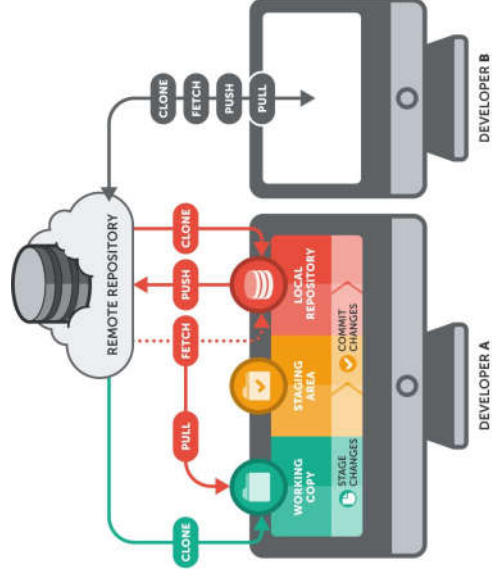 REMOTE REPOSITORY
CLONE
PULL
FETCH
PUSH
CLONE
CLONE
FETCH
PUSH
PULL
WORKING
COPY
STAGING
AREA
LOCAL
REPOSITORY
STAGE
CHANGES
COMMIT
CHANGES
DEVELOPER A
DEVELOPER B